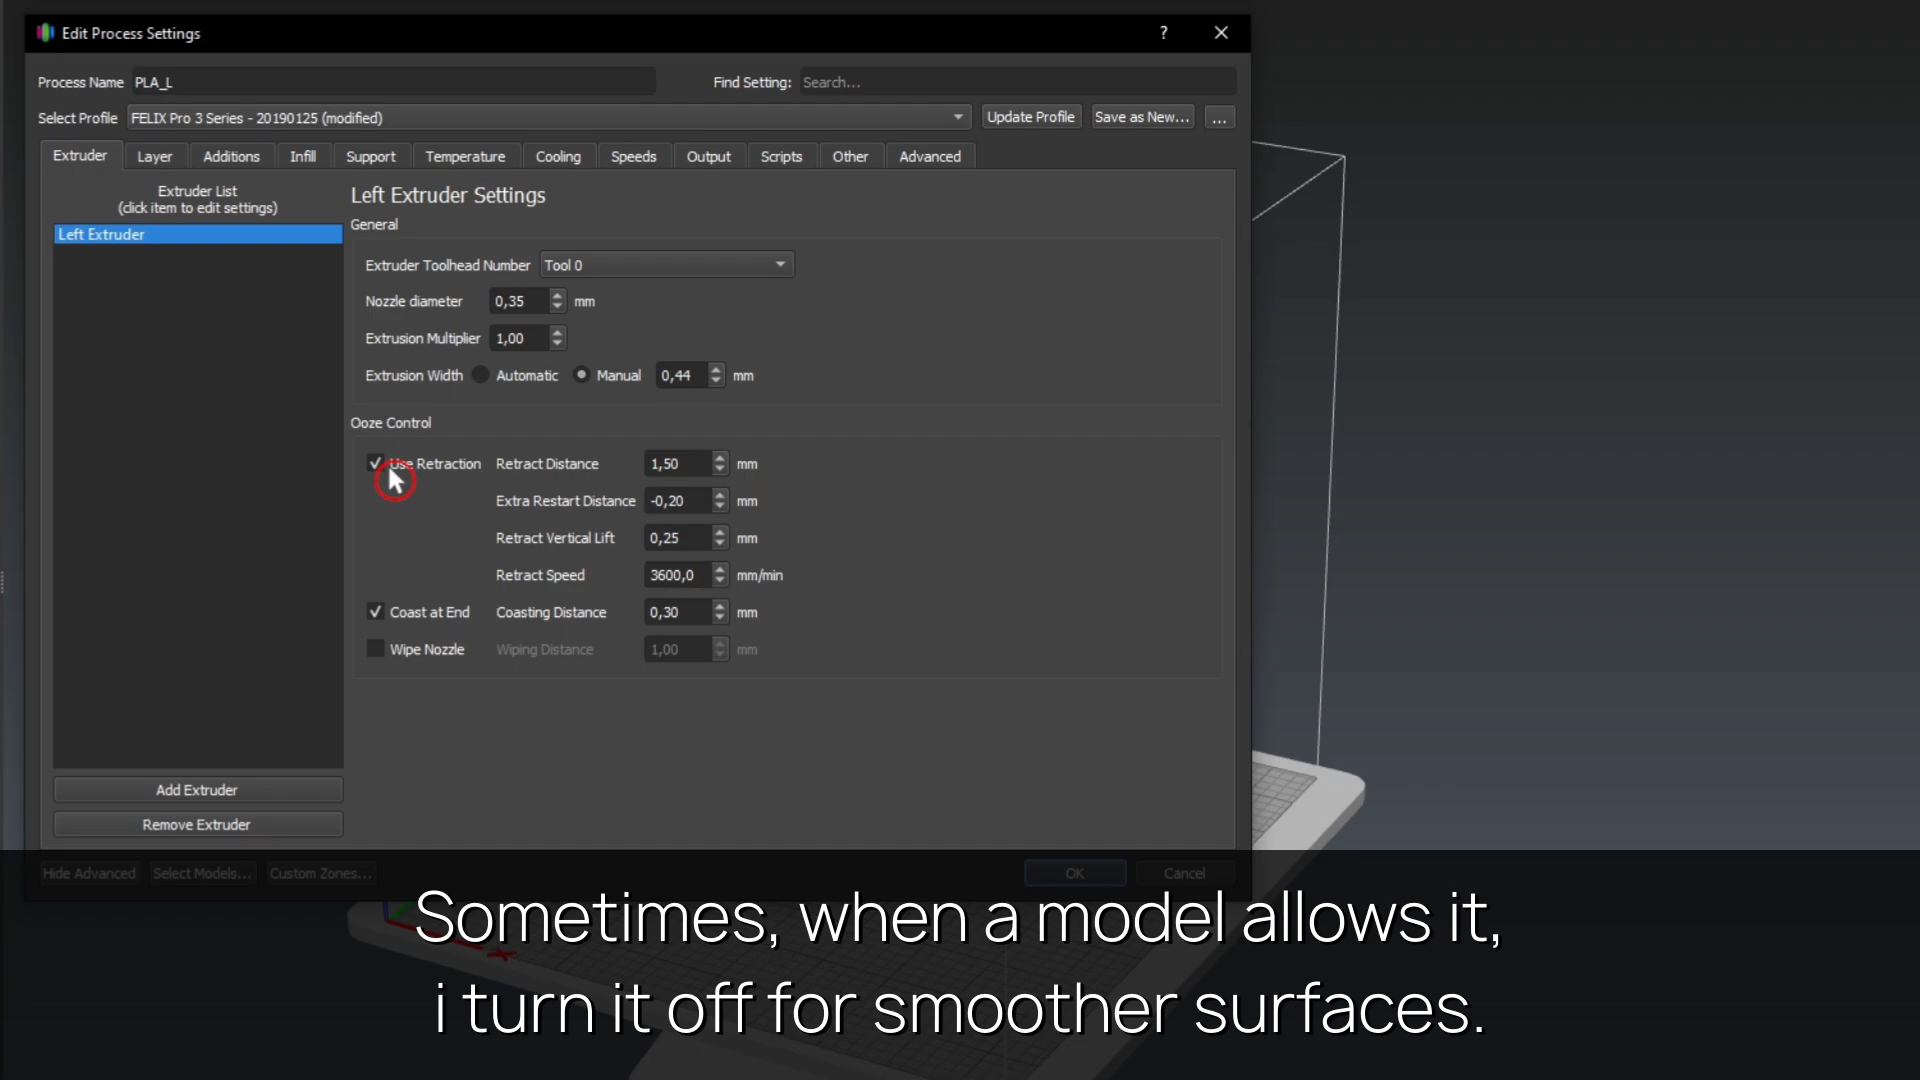 Edit Process Settings
?
Process Name PLA_L
Find Setting: Search...
Select Profile FELIX Pro 3 Series - 20190125 (modified)
Update Profile Save as New... ...
Extruder Layer Additions Infill Support Temperature Cooling Speeds Output Scripts Other Advanced
Extruder List
(click item to edit settings)
Left Extruder
Add Extruder
Remove Extruder
Left Extruder Settings
General
Extruder Toolhead Number Tool 0
Nozzle diameter 0,35 mm
Extrusion Multiplier 1,00
Extrusion Width Automatic Manual 0,44 mm
Ooze Control
Use Retraction Retract Distance 1,50 mm
Extra Restart Distance -0,20 mm
Retract Vertical Lift 0,25 mm
Retract Speed 3600,0 mm/min
Coast at End Coasting Distance 0,30 mm
Wipe Nozzle Wiping Distance 1,00 mm
Hide Advanced Select Models... Custom Zones... OK Cancel
Sometimes, when a model allows it,
i turn it off for smoother surfaces.